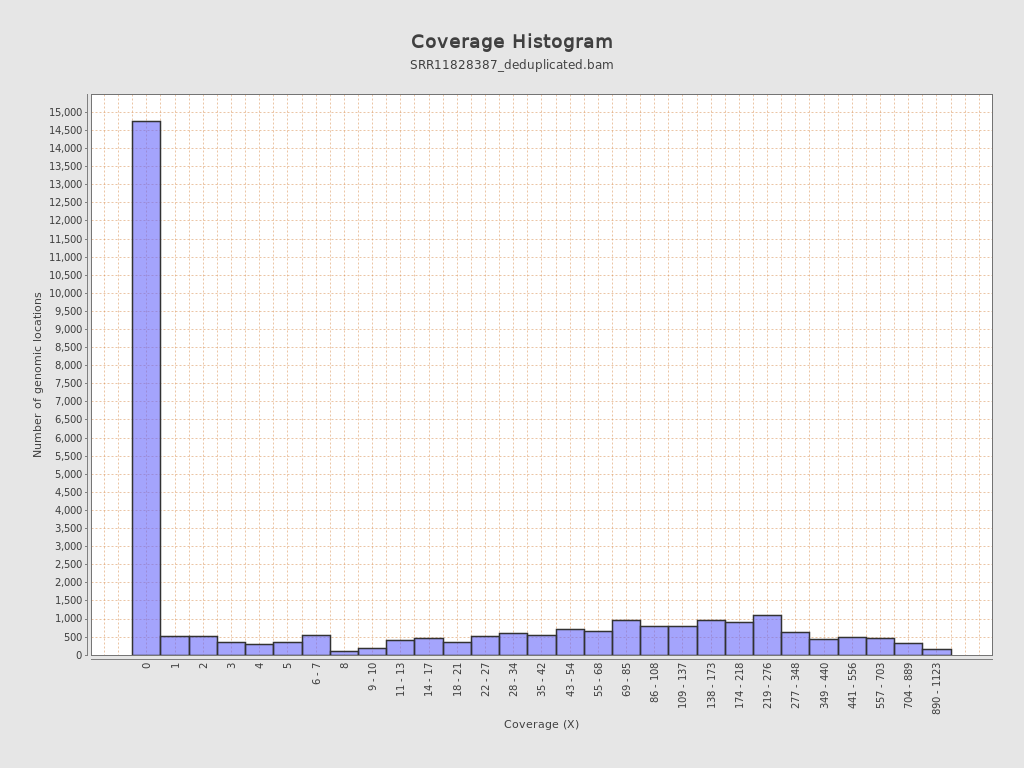 Coverage Histogram
SRR11828387_deduplicated.bam
Number of genomic locations
15,000
14,500
14,000
13,500
13,000
12,500
12,000
11,500
11,000
10,500
10,000
9,500
9,000
8,500
8,000
7,500
7,000
6,500
6,000
5,500
5,000
4,500
4,000
3,500
3,000
2,500
2,000
1,500
1,000
500
0
0
1
2
3
4
5
6 - 7
8
9 - 10
11 - 13
14 - 17
18 - 21
22 - 27
28 - 34
35 - 42
43 - 54
55 - 68
69 - 85
86 - 108
109 - 137
138 - 173
174 - 218
219 - 276
277 - 348
349 - 440
441 - 556
557 - 703
704 - 889
890 - 1123
Coverage (X)